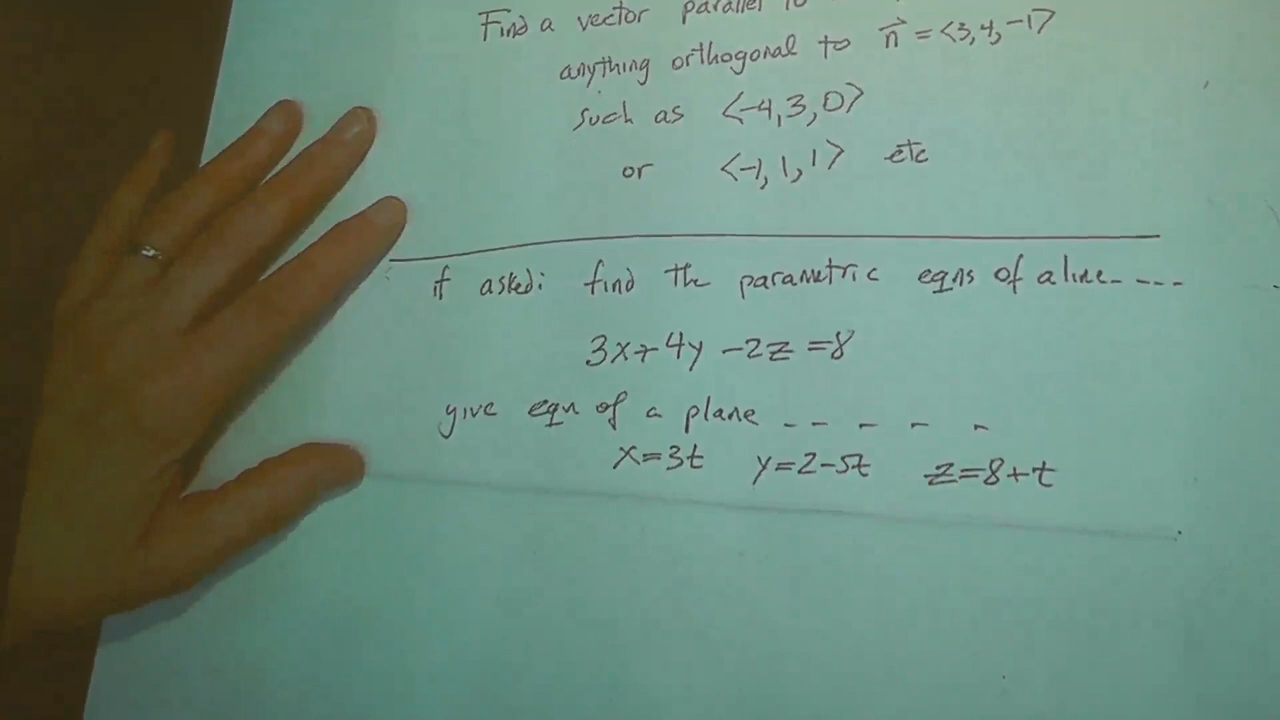 Find a vector parallel to
anything orthogonal to n⃗ = <3, 4, -1>
such as <-4, 3, 0>
or <-1, 1, 1> etc
if asked: find the parametric eqns of a line - - - -
3x + 4y - 2z = 8
give eqn of a plane - - - - -
x = 3t y = 2 - 5t z = 8 + t